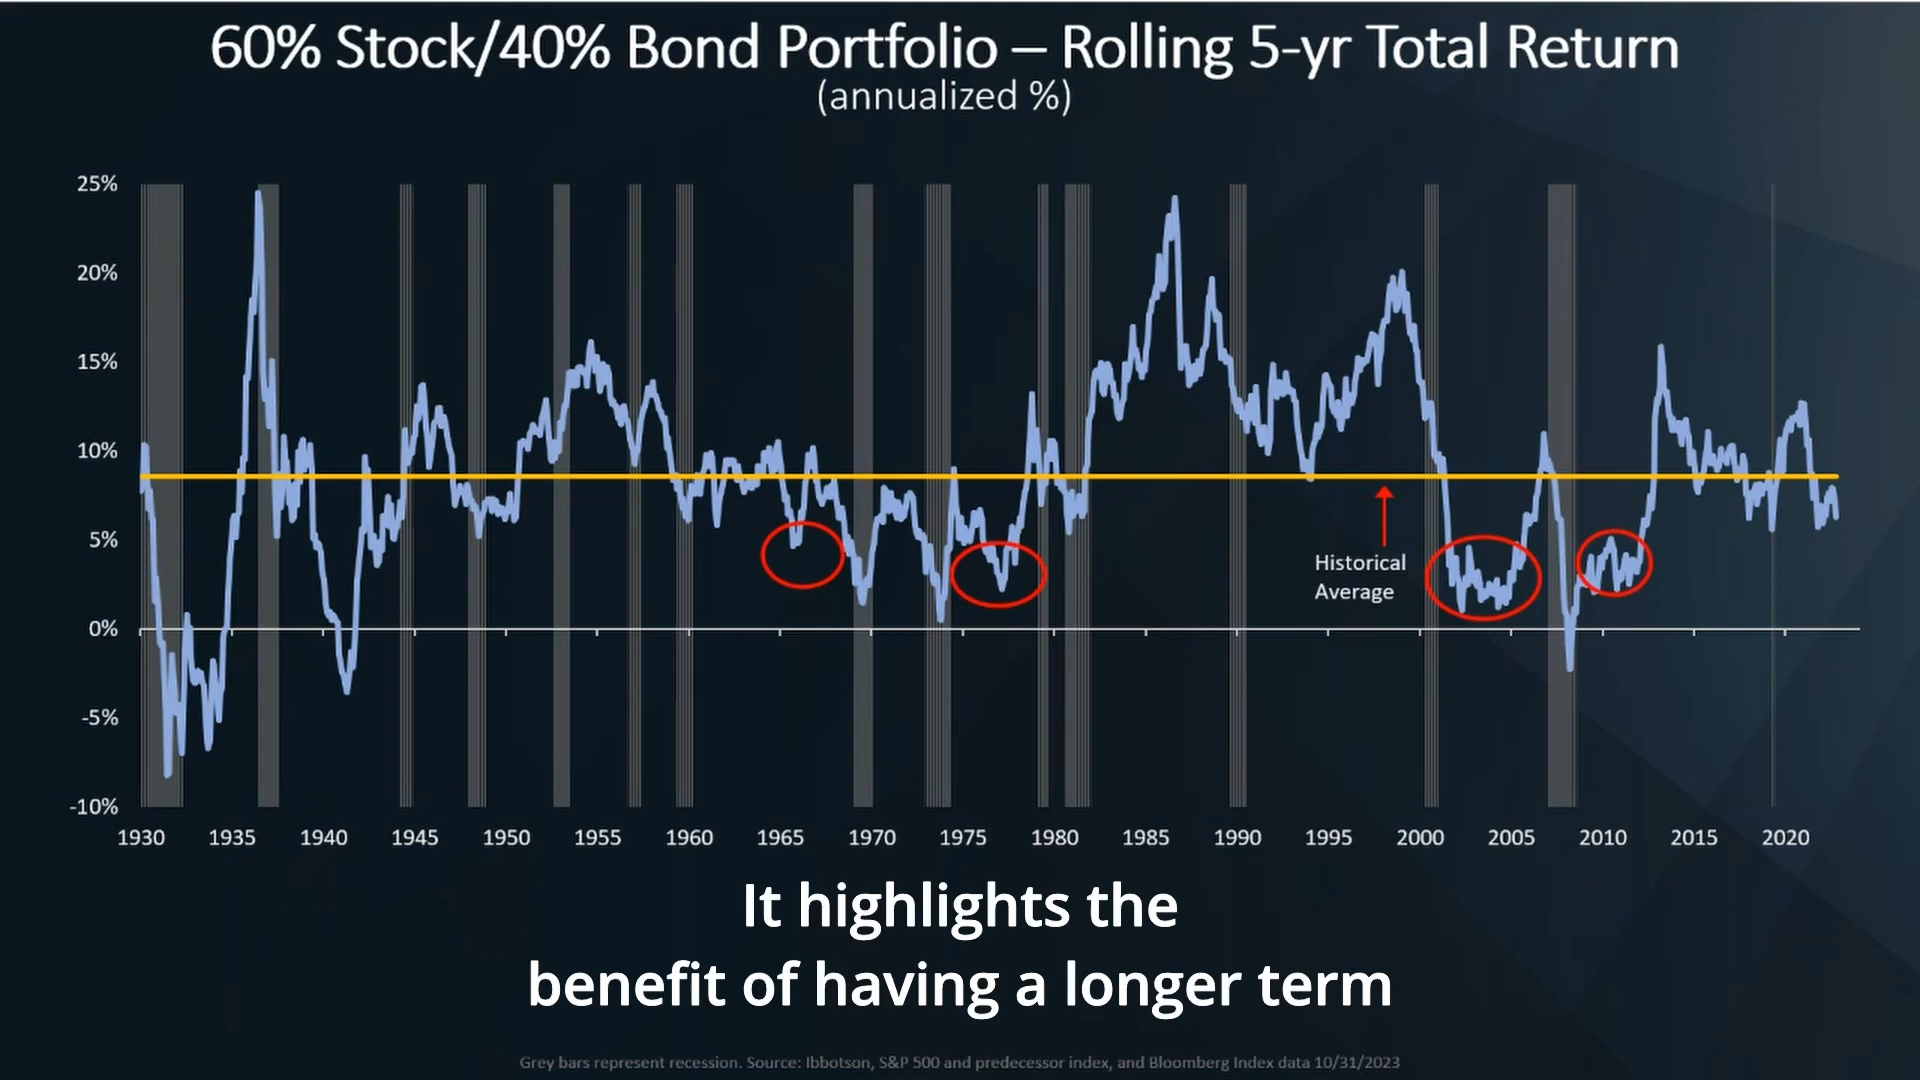 60% Stock/40% Bond Portfolio – Rolling 5-yr Total Return
(annualized %)
25%
20%
15%
10%
5%
0%
-5%
-10%
Historical
Average
1930 1935 1940 1945 1950 1955 1960 1965 1970 1975 1980 1985 1990 1995 2000 2005 2010 2015 2020
It highlights the
benefit of having a longer term
Grey bars represent recession. Source: Ibbotson, S&P 500 and predecessor index, and Bloomberg Index data 10/31/2023